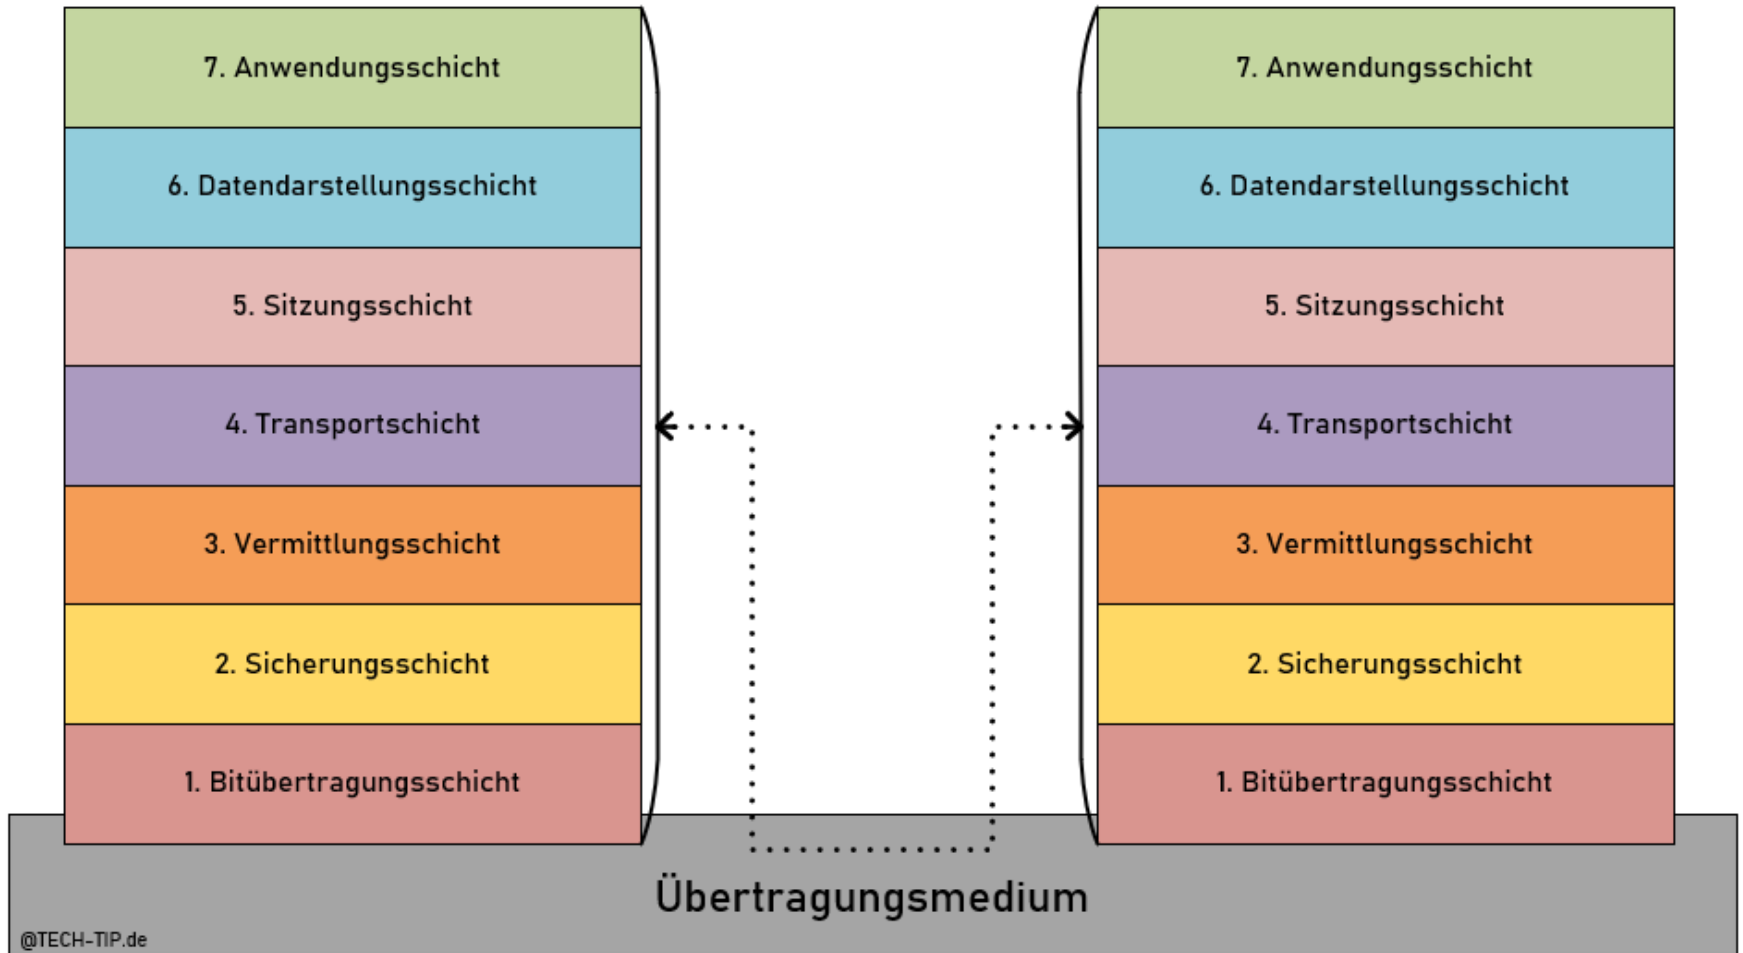 7. Anwendungsschicht
6. Datendarstellungsschicht
5. Sitzungsschicht
4. Transportschicht
3. Vermittlungsschicht
2. Sicherungsschicht
1. Bitübertragungsschicht
7. Anwendungsschicht
6. Datendarstellungsschicht
5. Sitzungsschicht
4. Transportschicht
3. Vermittlungsschicht
2. Sicherungsschicht
1. Bitübertragungsschicht
Übertragungsmedium
@TECH-TIP.de